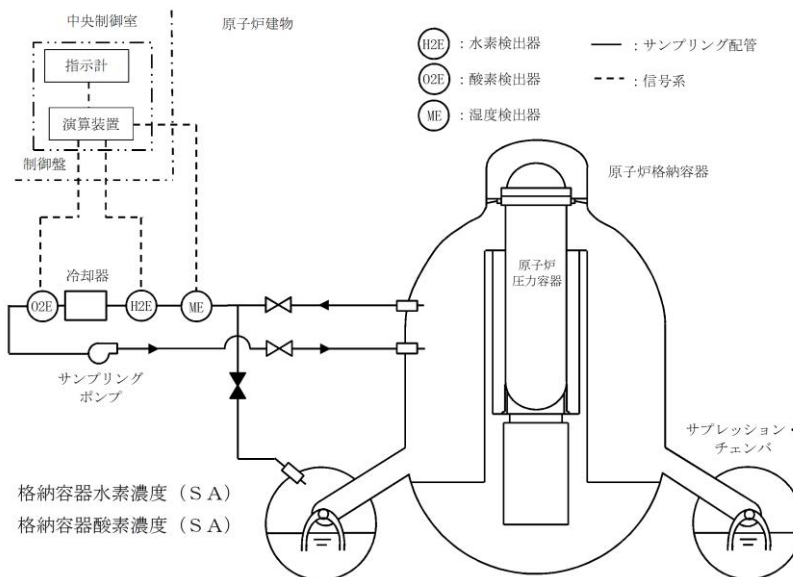 中央制御室
原子炉建物
指示計
演算装置
制御盤
H2E ：水素検出器
O2E ：酸素検出器
ME ：湿度検出器
：サンプリング配管
：信号系
原子炉格納容器
原子炉
圧力容器
冷却器
O2E
H2E
ME
サンプリング
ポンプ
サプレッション・
チェンバ
格納容器水素濃度（ＳＡ）
格納容器酸素濃度（ＳＡ）